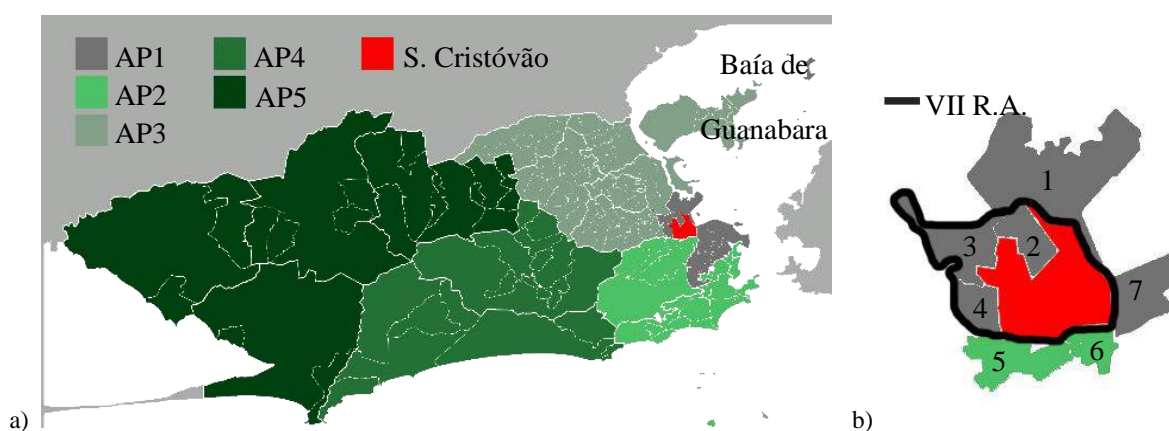 AP1 AP4 S. Cristóvão
AP2 AP5
AP3
Baía de
Guanabara
a)
VII R.A.
1
2
3
4
5
6
7
b)